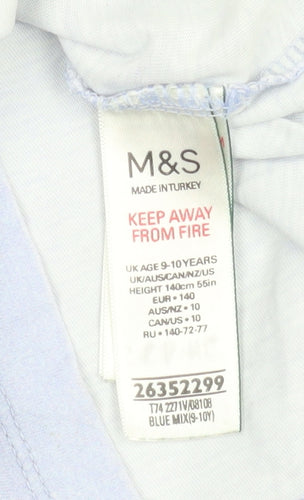 M&S
MADE IN TURKEY
KEEP AWAY
FROM FIRE
UK AGE 9-10 YEARS
UK/AUS/CAN/NZ/US
HEIGHT 140cm 55in
EUR • 140
AUS/NZ • 10
CAN/US • 10
RU • 140-72-77
26352299
T74 2271V/08108
BLUE MIX(9-10Y)